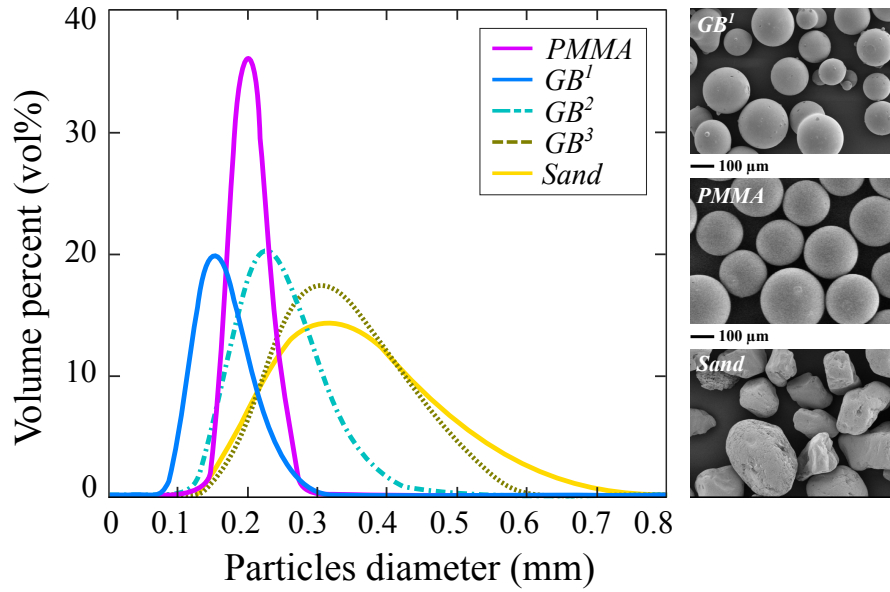 Volume percent (vol%)
40
30
20
10
0
0 0.1 0.2 0.3 0.4 0.5 0.6 0.7 0.8
Particles diameter (mm)
PMMA
GB¹
GB²
GB³
Sand
GB¹
100 µm
PMMA
100 µm
Sand